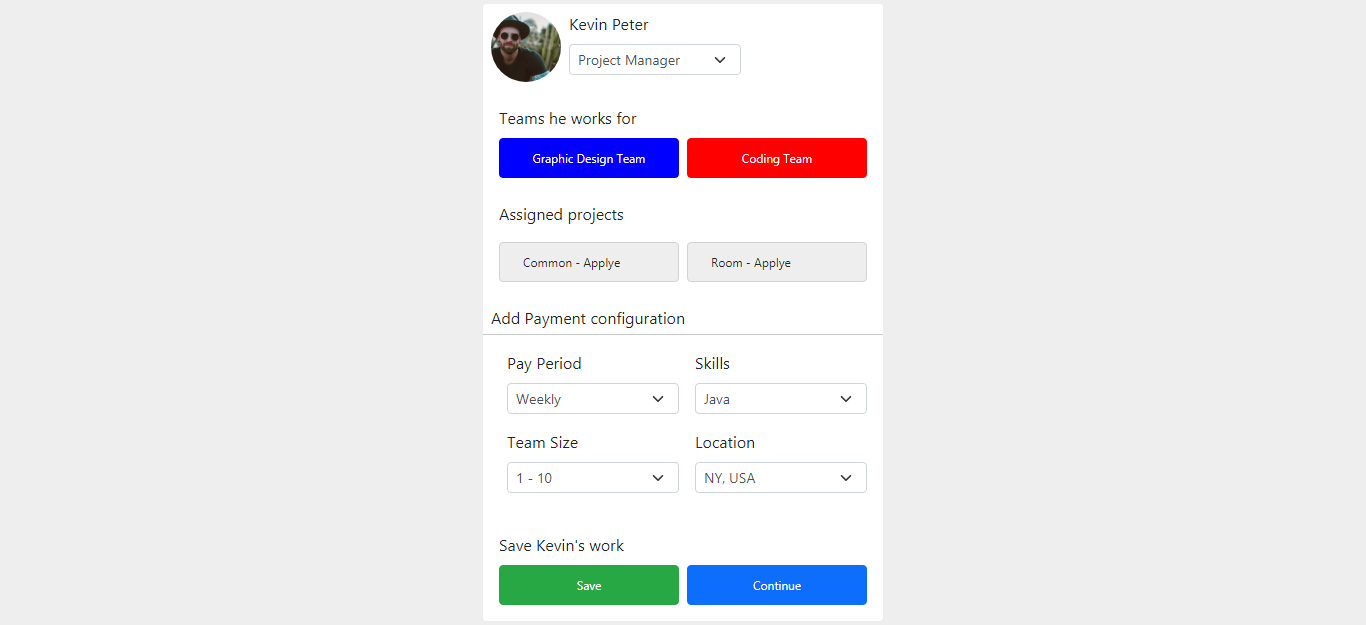 Kevin Peter
Project Manager
Teams he works for
Graphic Design Team
Coding Team
Assigned projects
Common - Applye
Room - Applye
Add Payment configuration
Pay Period
Skills
Weekly
Java
Team Size
Location
1 - 10
NY, USA
Save Kevin's work
Save
Continue